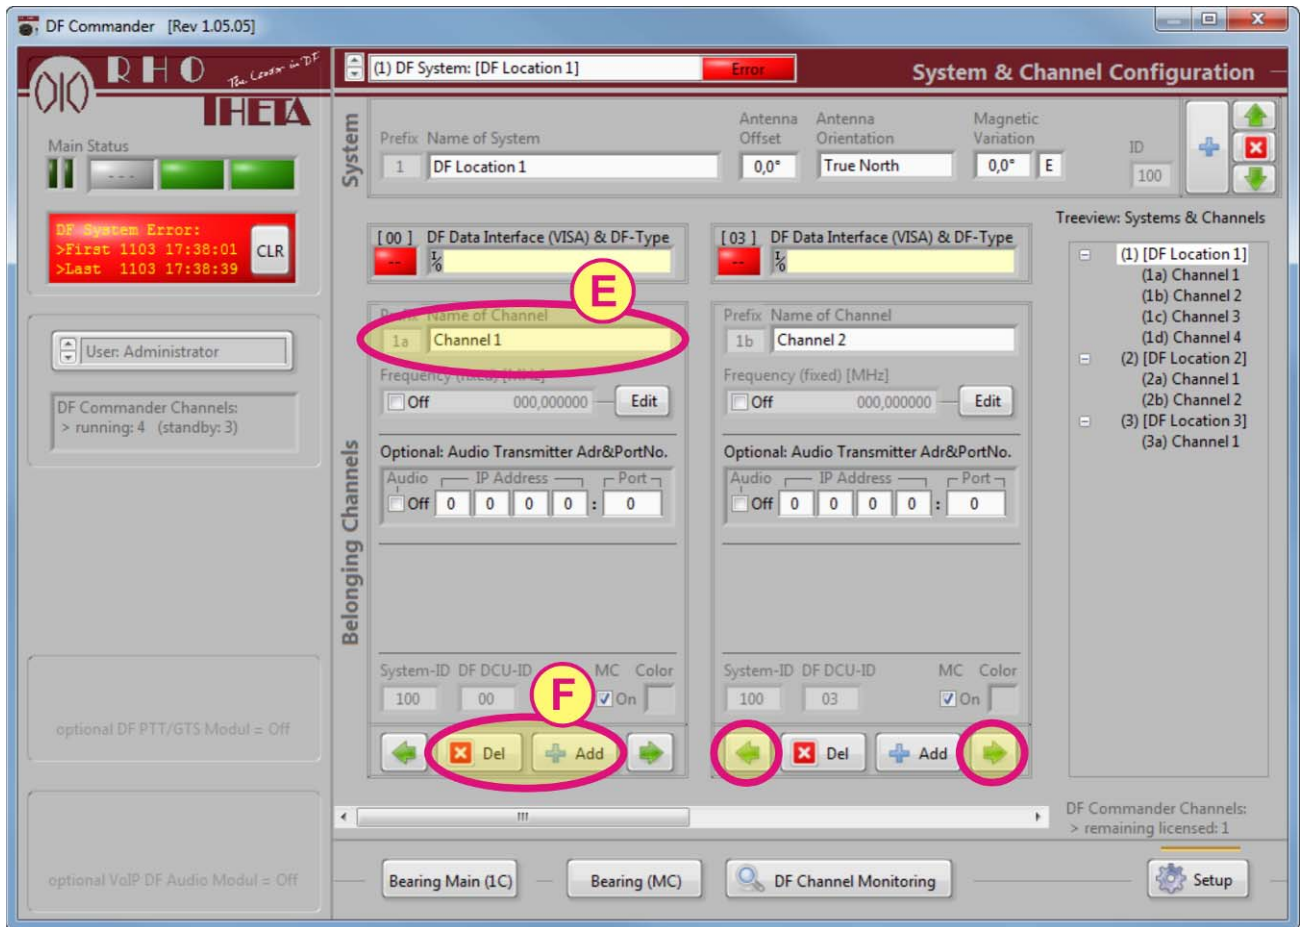 DF Commander [Rev 1.05.05]
RHO
The Leader in DF
THETA
Main Status
- - -
DF System Error:
>First 1103 17:38:01
>Last 1103 17:38:39
CLR
User: Administrator
DF Commander Channels:
> running: 4 (standby: 3)
optional DF PTT/GTS Modul = Off
optional VoIP DF Audio Modul = Off
(1) DF System: [DF Location 1]
Error
System & Channel Configuration
System
Prefix Name of System
Antenna Offset
Antenna Orientation
Magnetic Variation
ID
1 DF Location 1 0,0° True North 0,0° E 100
Belonging Channels
[ 00 ] DF Data Interface (VISA) & DF-Type
--
E
Prefix Name of Channel
1a Channel 1
Frequency (fixed) [MHz]
Off 000,000000 Edit
Optional: Audio Transmitter Adr&PortNo.
Audio IP Address Port
Off 0 0 0 0 : 0
System-ID DF DCU-ID MC Color
100 00 On
F
Del Add
[ 03 ] DF Data Interface (VISA) & DF-Type
--
Prefix Name of Channel
1b Channel 2
Frequency (fixed) [MHz]
Off 000,000000 Edit
Optional: Audio Transmitter Adr&PortNo.
Audio IP Address Port
Off 0 0 0 0 : 0
System-ID DF DCU-ID MC Color
100 03 On
Del Add
Treeview: Systems & Channels
(1) [DF Location 1]
(1a) Channel 1
(1b) Channel 2
(1c) Channel 3
(1d) Channel 4
(2) [DF Location 2]
(2a) Channel 1
(2b) Channel 2
(3) [DF Location 3]
(3a) Channel 1
DF Commander Channels:
> remaining licensed: 1
Bearing Main (1C)
Bearing (MC)
DF Channel Monitoring
Setup